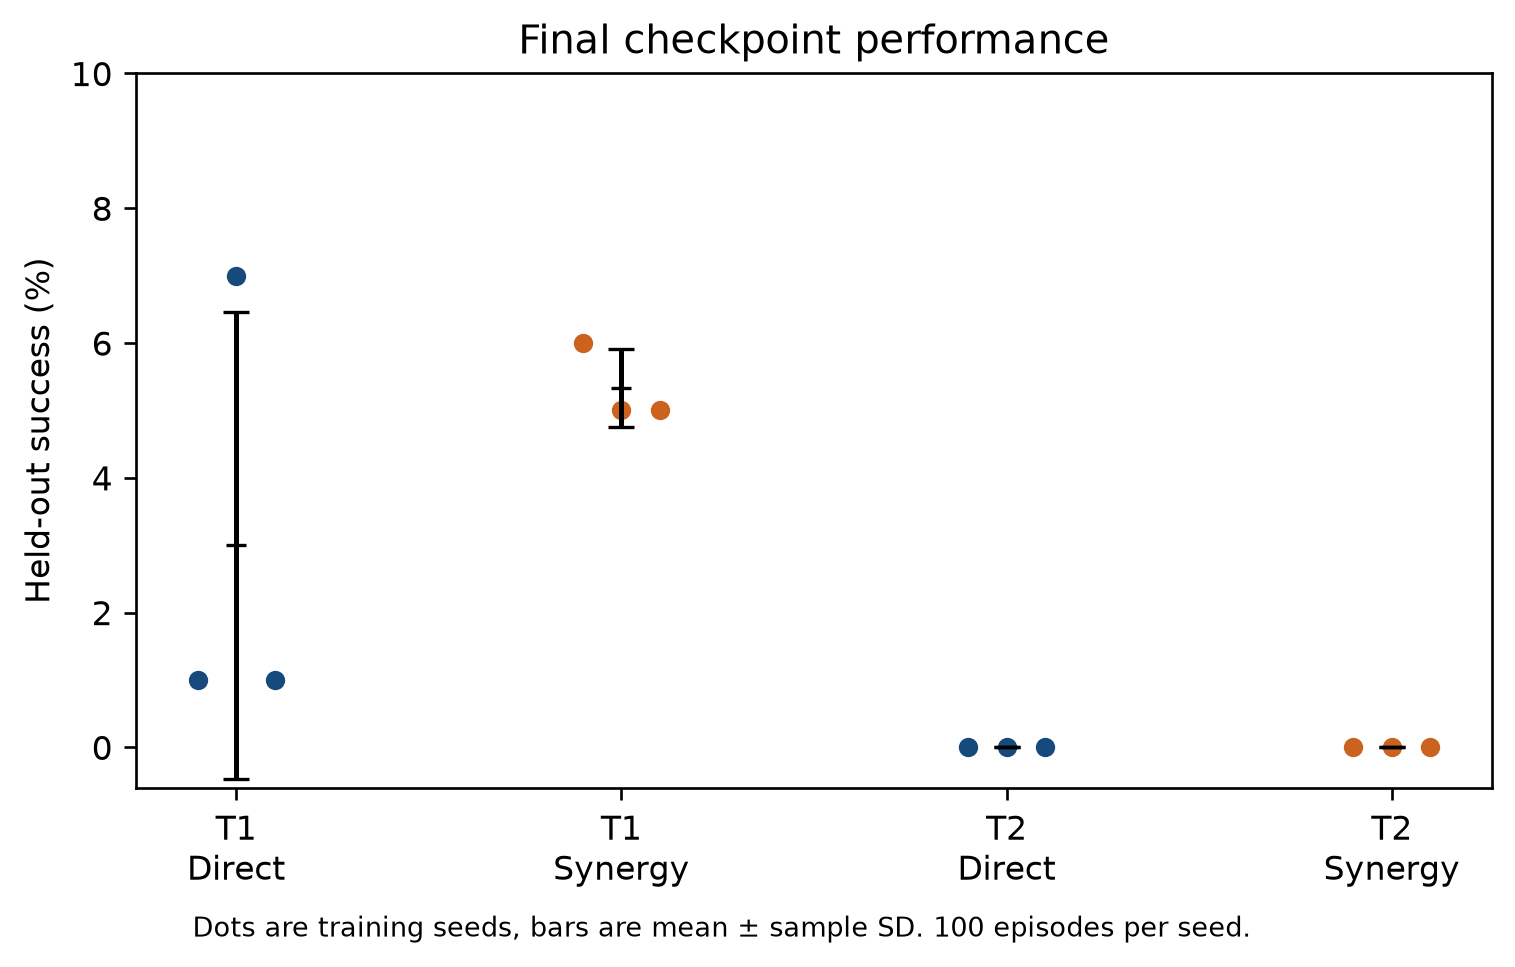 Final checkpoint performance
Held-out success (%)
10
8
6
4
2
0
T1
Direct
T1
Synergy
T2
Direct
T2
Synergy
Dots are training seeds, bars are mean ± sample SD. 100 episodes per seed.